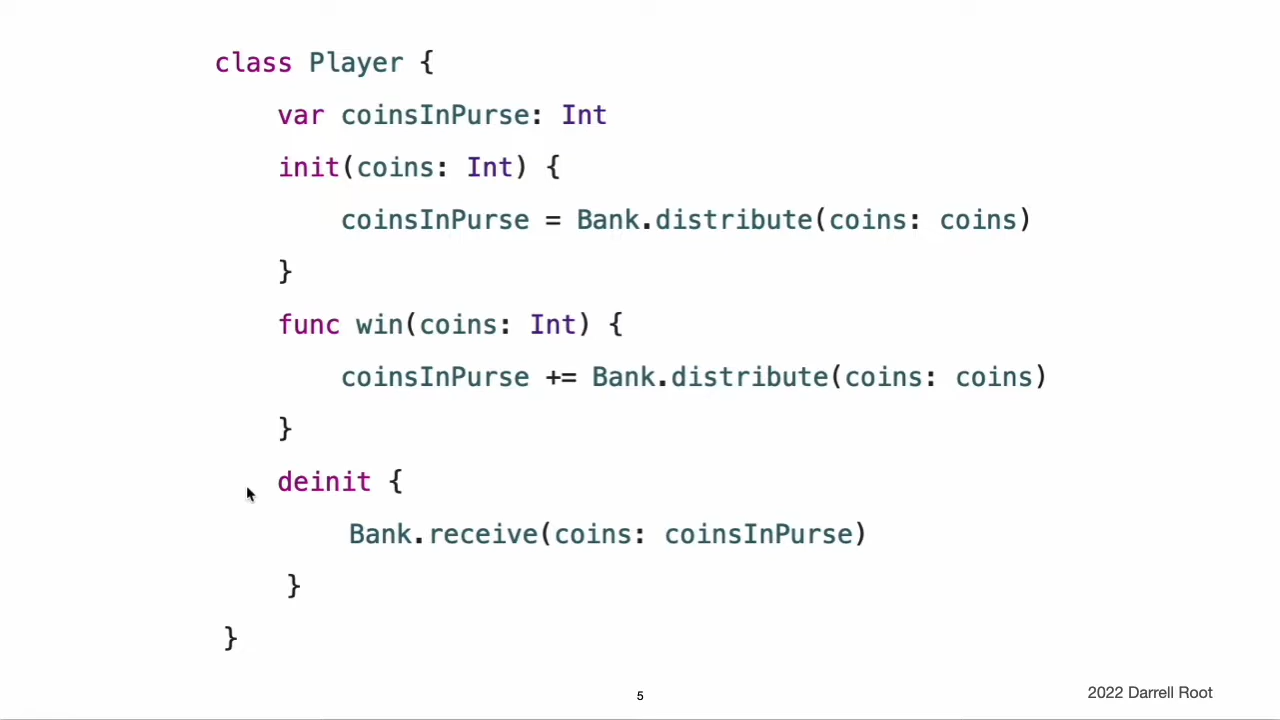 class Player {
    var coinsInPurse: Int
    init(coins: Int) {
        coinsInPurse = Bank.distribute(coins: coins)
    }
    func win(coins: Int) {
        coinsInPurse += Bank.distribute(coins: coins)
    }
    deinit {
        Bank.receive(coins: coinsInPurse)
    }
}
5
2022 Darrell Root